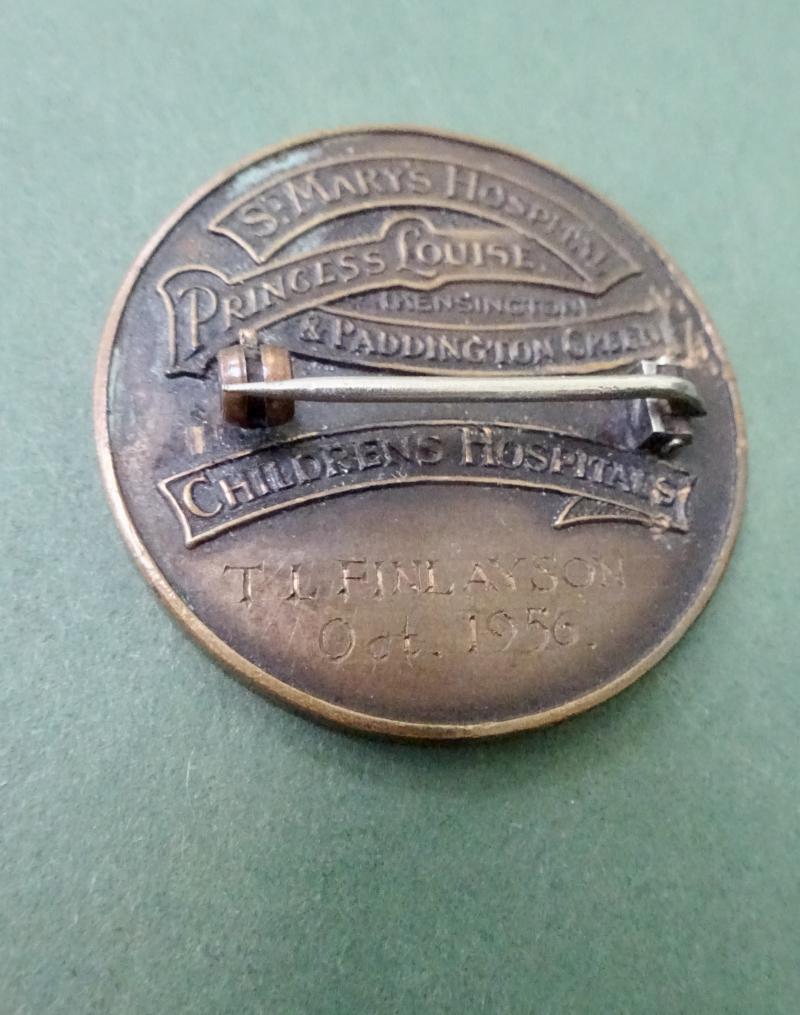 ST. MARY'S HOSPITAL
PRINCESS LOUISE
(KENSINGTON)
& PADDINGTON GREEN
CHILDRENS HOSPITALS
T L FINLAYSON
Oct. 1956.